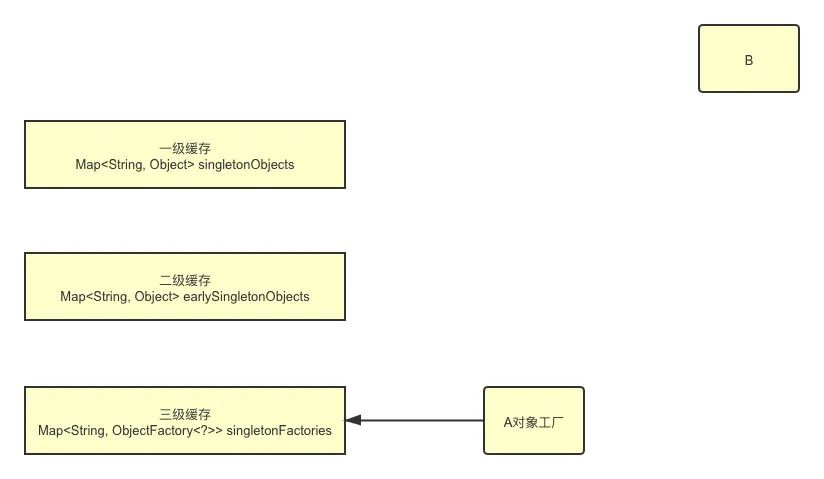 B
一级缓存
Map<String, Object> singletonObjects
二级缓存
Map<String, Object> earlySingletonObjects
三级缓存
Map<String, ObjectFactory<?>> singletonFactories
A对象工厂